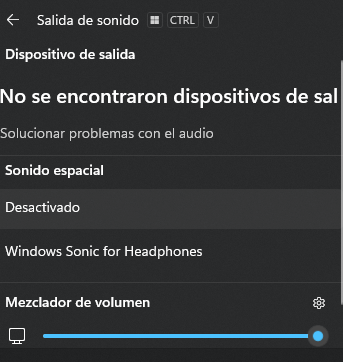 Salida de sonido CTRL V
Dispositivo de salida
No se encontraron dispositivos de sal
Solucionar problemas con el audio
Sonido espacial
Desactivado
Windows Sonic for Headphones
Mezclador de volumen